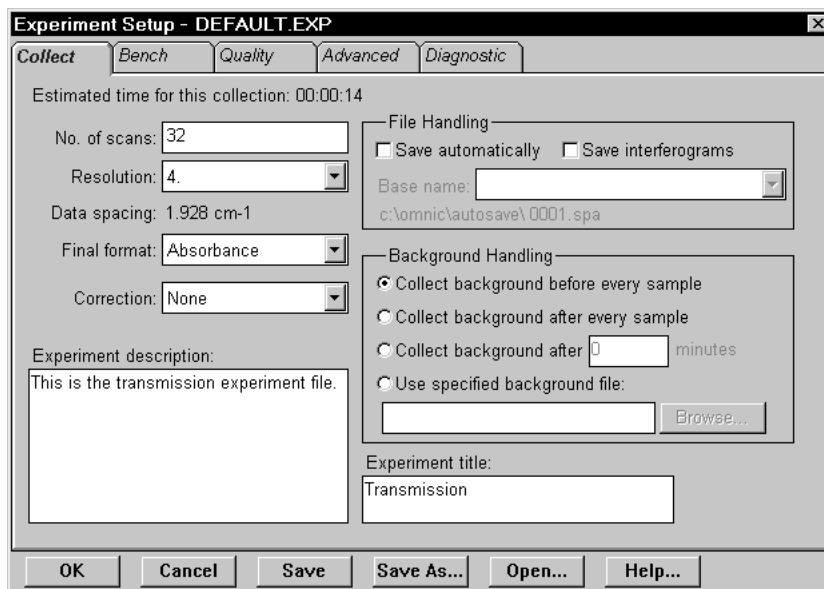 Experiment Setup - DEFAULT.EXP
Collect Bench Quality Advanced Diagnostic
Estimated time for this collection: 00:00:14
No. of scans: 32
Resolution: 4.
Data spacing: 1.928 cm-1
Final format: Absorbance
Correction: None
Experiment description:
This is the transmission experiment file.
File Handling
Save automatically Save interferograms
Base name:
c:\omnic\autosave\ 0001.spa
Background Handling
Collect background before every sample
Collect background after every sample
Collect background after 0 minutes
Use specified background file:
Browse...
Experiment title:
Transmission
OK Cancel Save Save As... Open... Help...